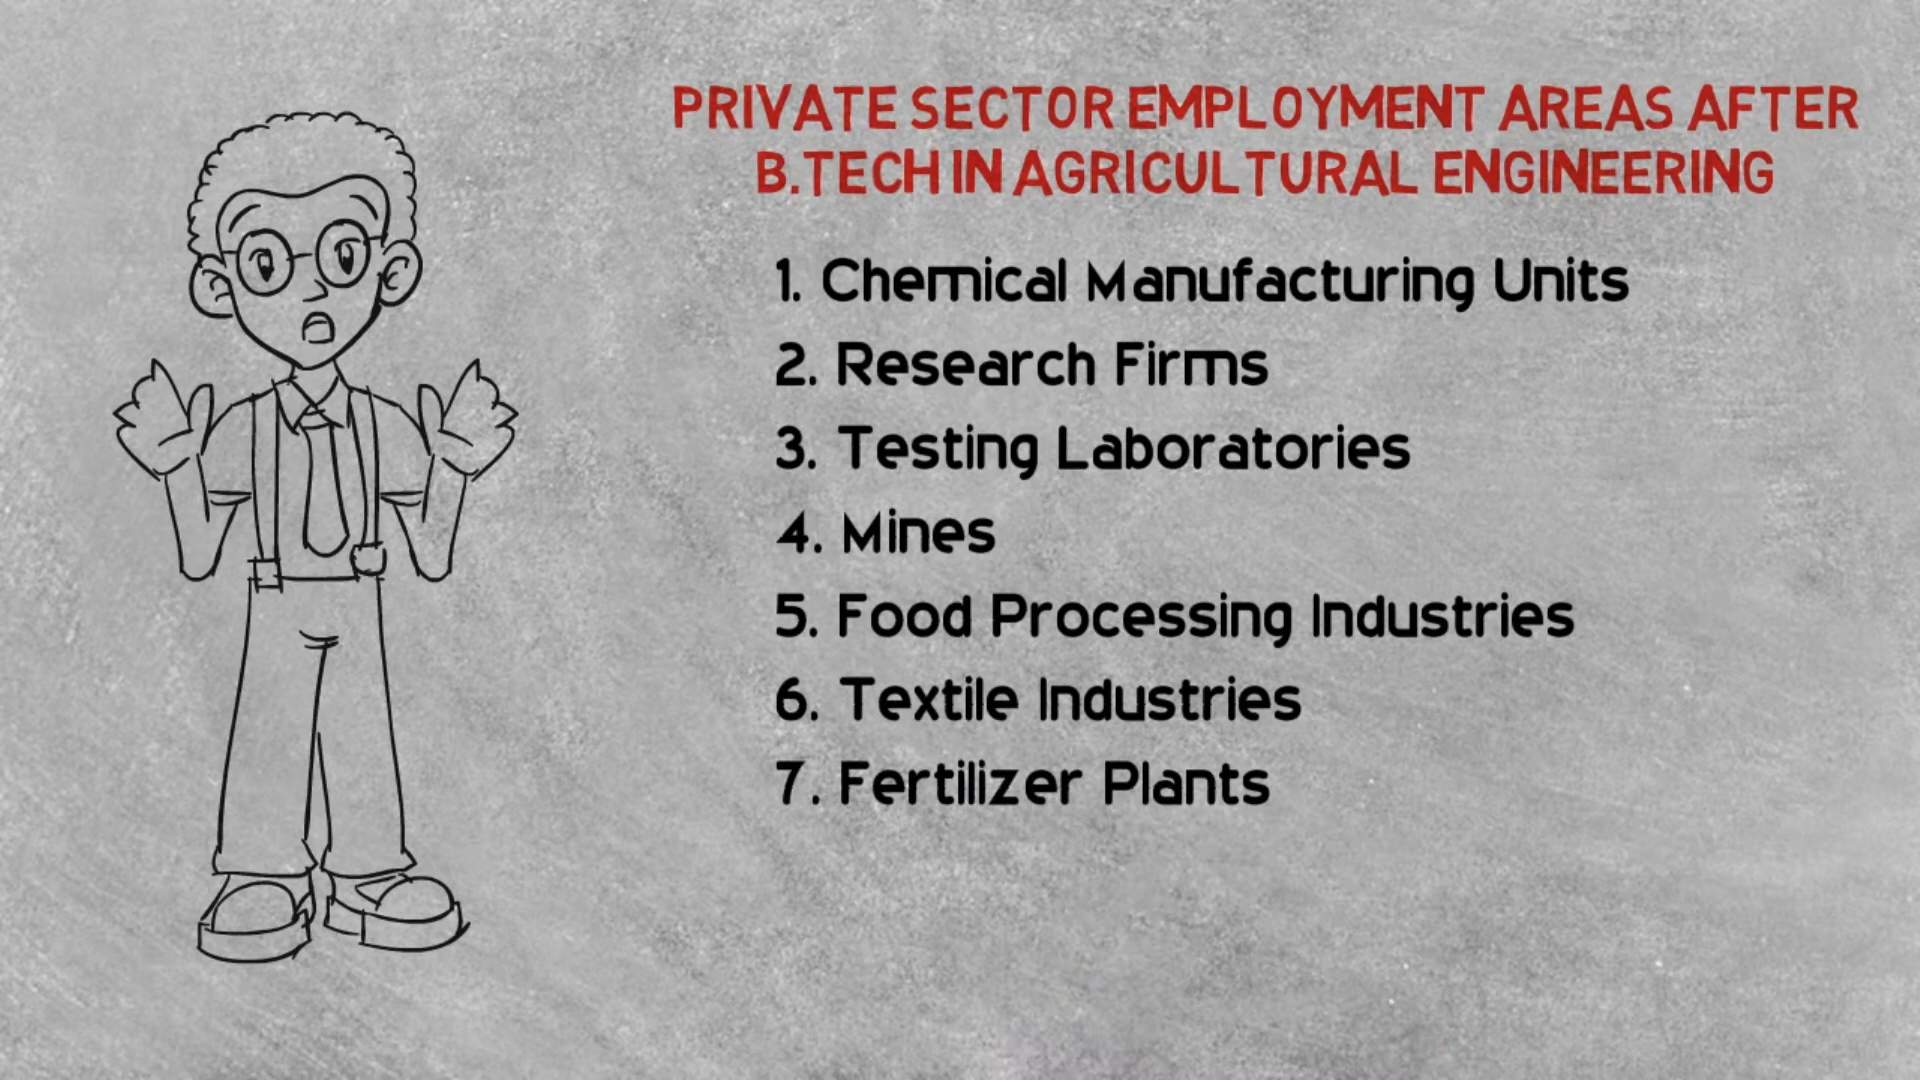 PRIVATE SECTOR EMPLOYMENT AREAS AFTER
B.TECH IN AGRICULTURAL ENGINEERING
1. Chemical Manufacturing Units
2. Research Firms
3. Testing Laboratories
4. Mines
5. Food Processing Industries
6. Textile Industries
7. Fertilizer Plants